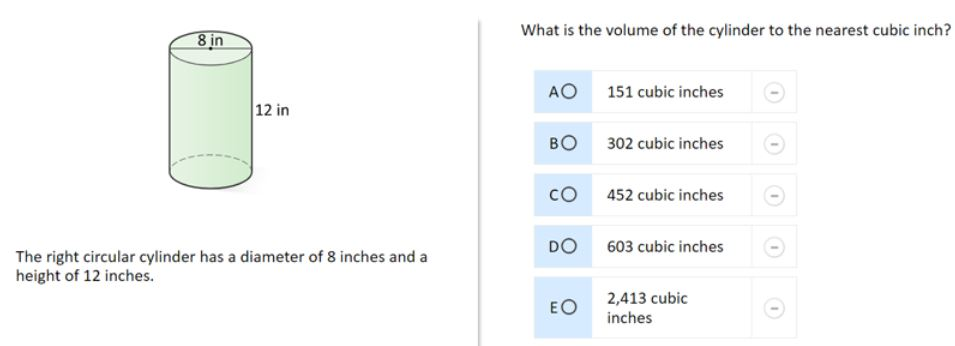 8 in
12 in
The right circular cylinder has a diameter of 8 inches and a
height of 12 inches.
What is the volume of the cylinder to the nearest cubic inch?
A 151 cubic inches
B 302 cubic inches
C 452 cubic inches
D 603 cubic inches
E 2,413 cubic
inches